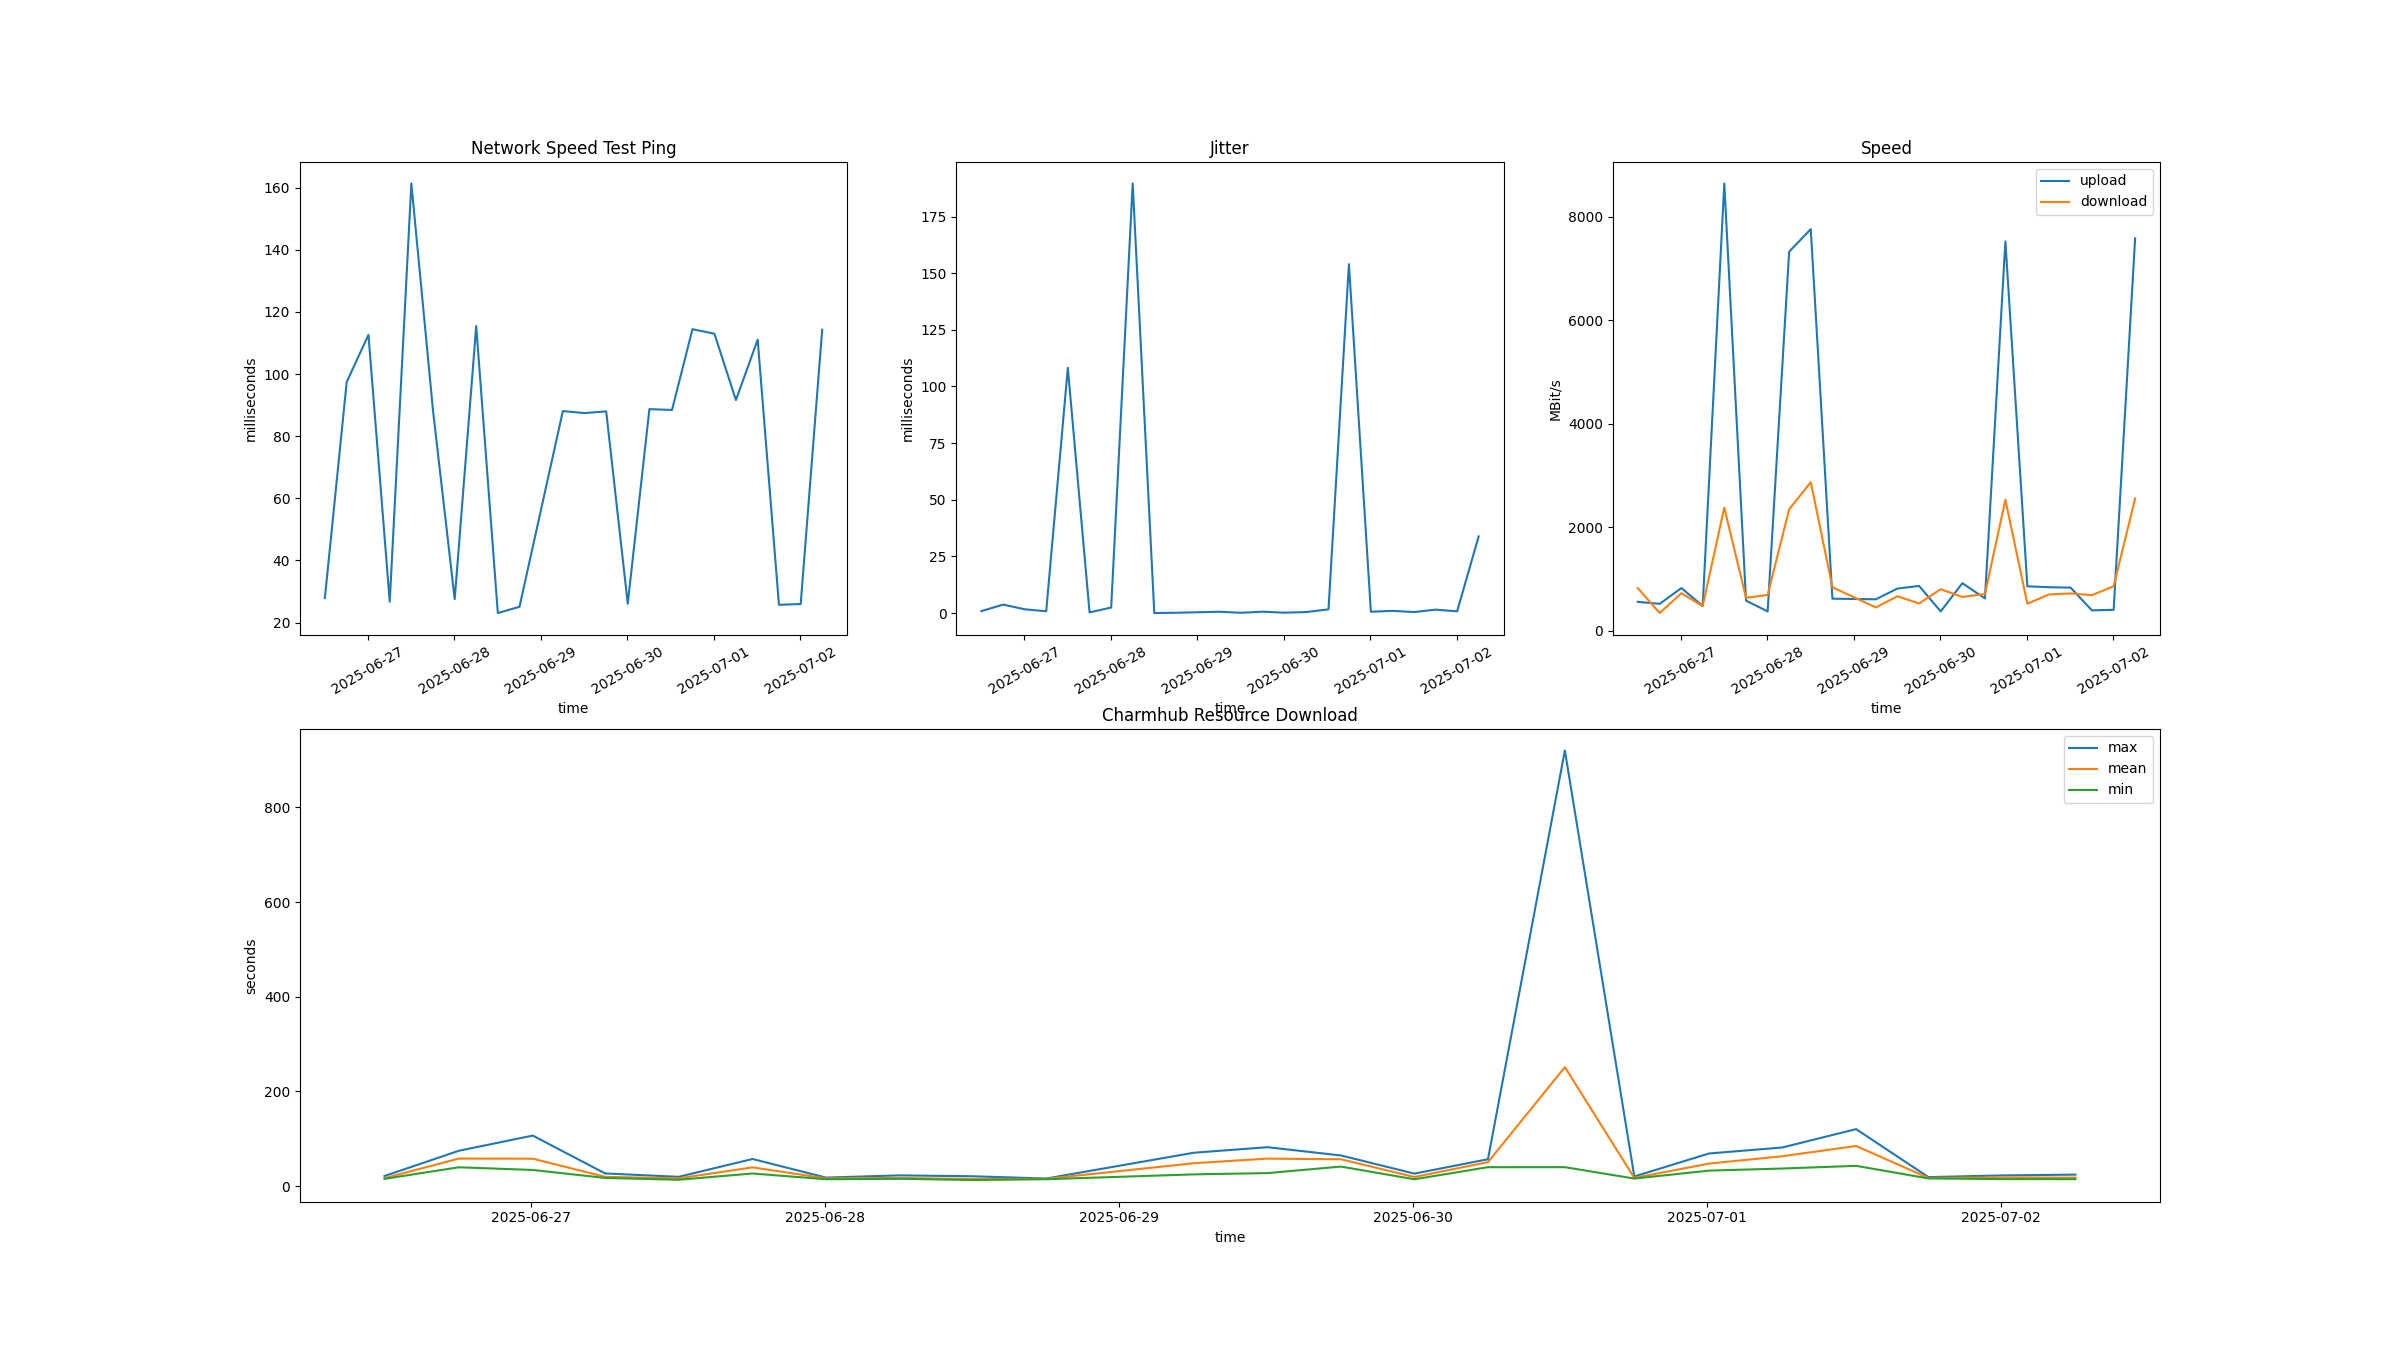 Network Speed Test Ping
milliseconds
160
140
120
100
80
60
40
20
2025-06-27
2025-06-28
2025-06-29
2025-06-30
2025-07-01
2025-07-02
time
Jitter
milliseconds
175
150
125
100
75
50
25
0
2025-06-27
2025-06-28
2025-06-29
2025-06-30
2025-07-01
2025-07-02
time
Speed
MBit/s
8000
6000
4000
2000
0
upload
download
2025-06-27
2025-06-28
2025-06-29
2025-06-30
2025-07-01
2025-07-02
time
Charmhub Resource Download
seconds
800
600
400
200
0
max
mean
min
2025-06-27
2025-06-28
2025-06-29
2025-06-30
2025-07-01
2025-07-02
time